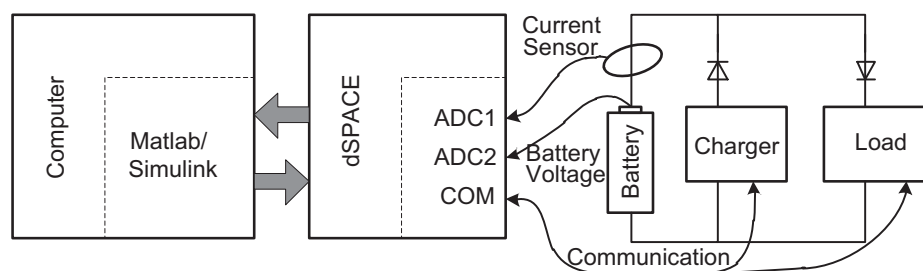 Computer
Matlab/
Simulink
dSPACE
ADC1
ADC2
COM
Current
Sensor
Battery
Voltage
Battery
Charger
Load
Communication